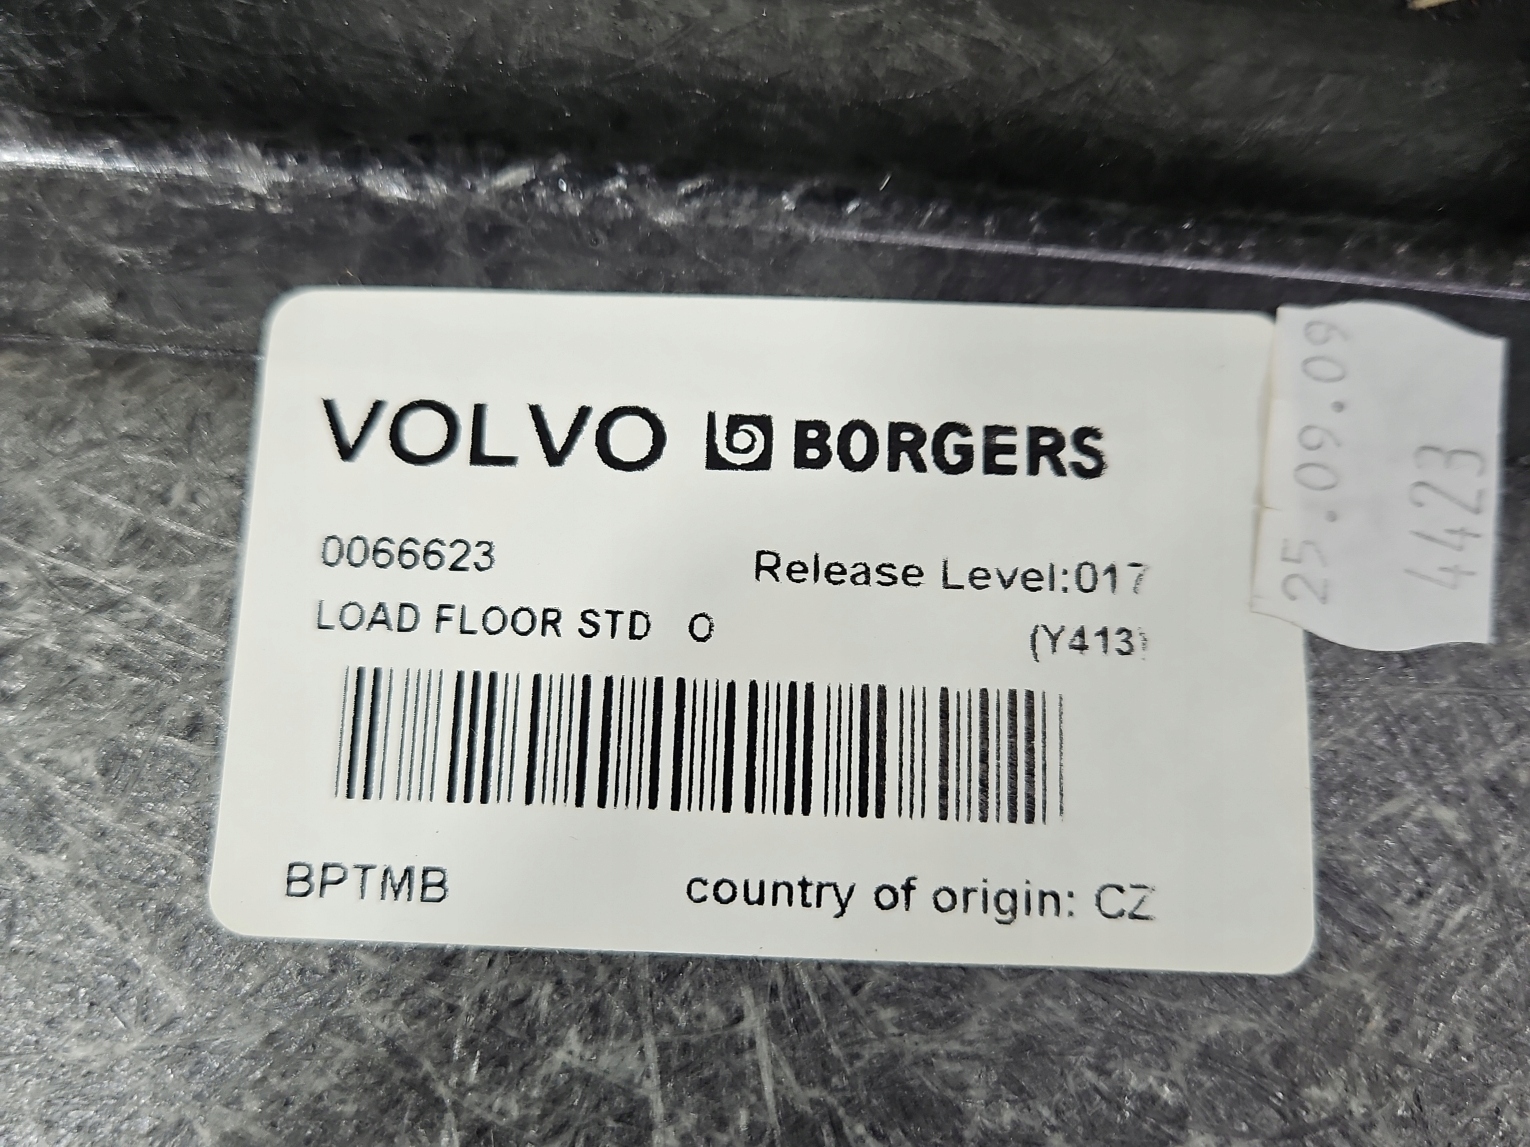 VOLVO BORGERS
0066623 Release Level:017
LOAD FLOOR STD O (Y413)
BPTMB country of origin: CZ
25.09.09
4423